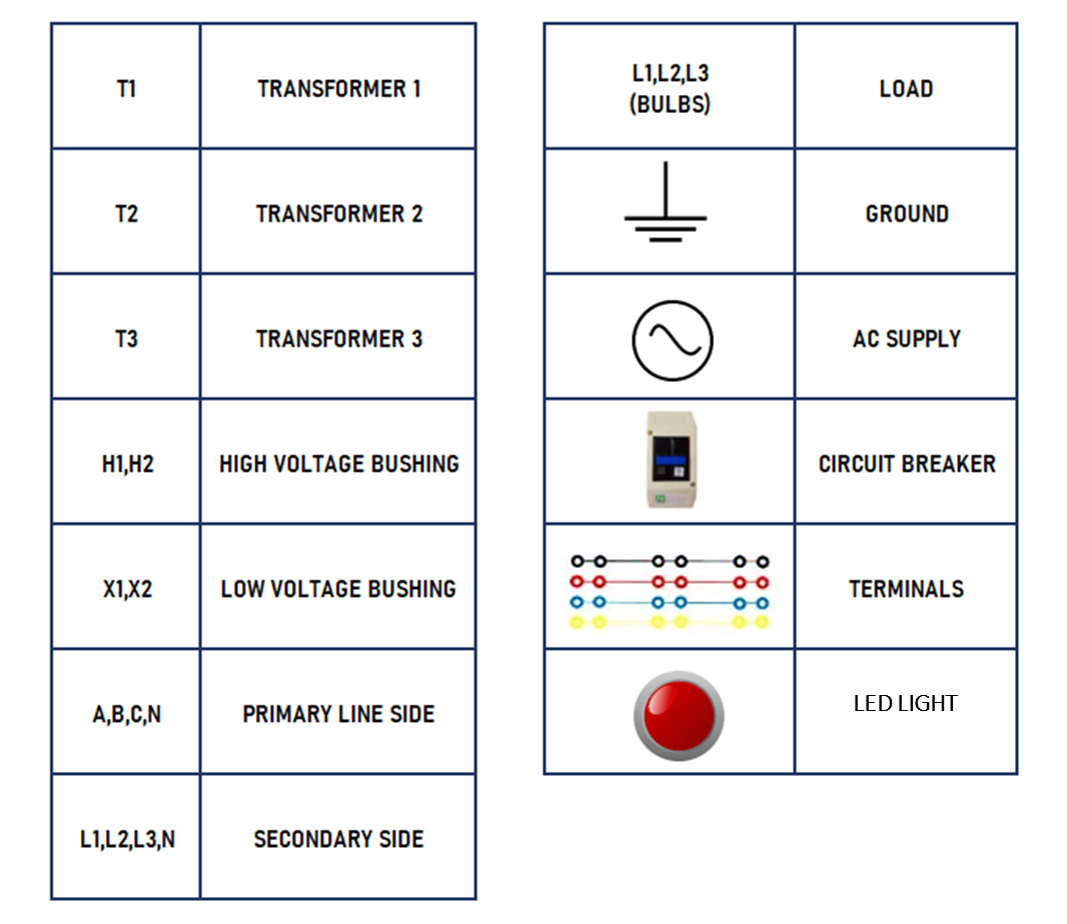 T1 TRANSFORMER 1
T2 TRANSFORMER 2
T3 TRANSFORMER 3
H1,H2 HIGH VOLTAGE BUSHING
X1,X2 LOW VOLTAGE BUSHING
A,B,C,N PRIMARY LINE SIDE
L1,L2,L3,N SECONDARY SIDE
L1,L2,L3
(BULBS) LOAD
GROUND
AC SUPPLY
CIRCUIT BREAKER
TERMINALS
LED LIGHT